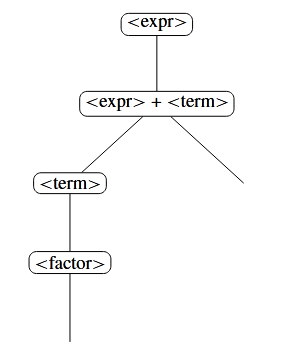 <expr>
<expr> + <term>
<term>
<factor>